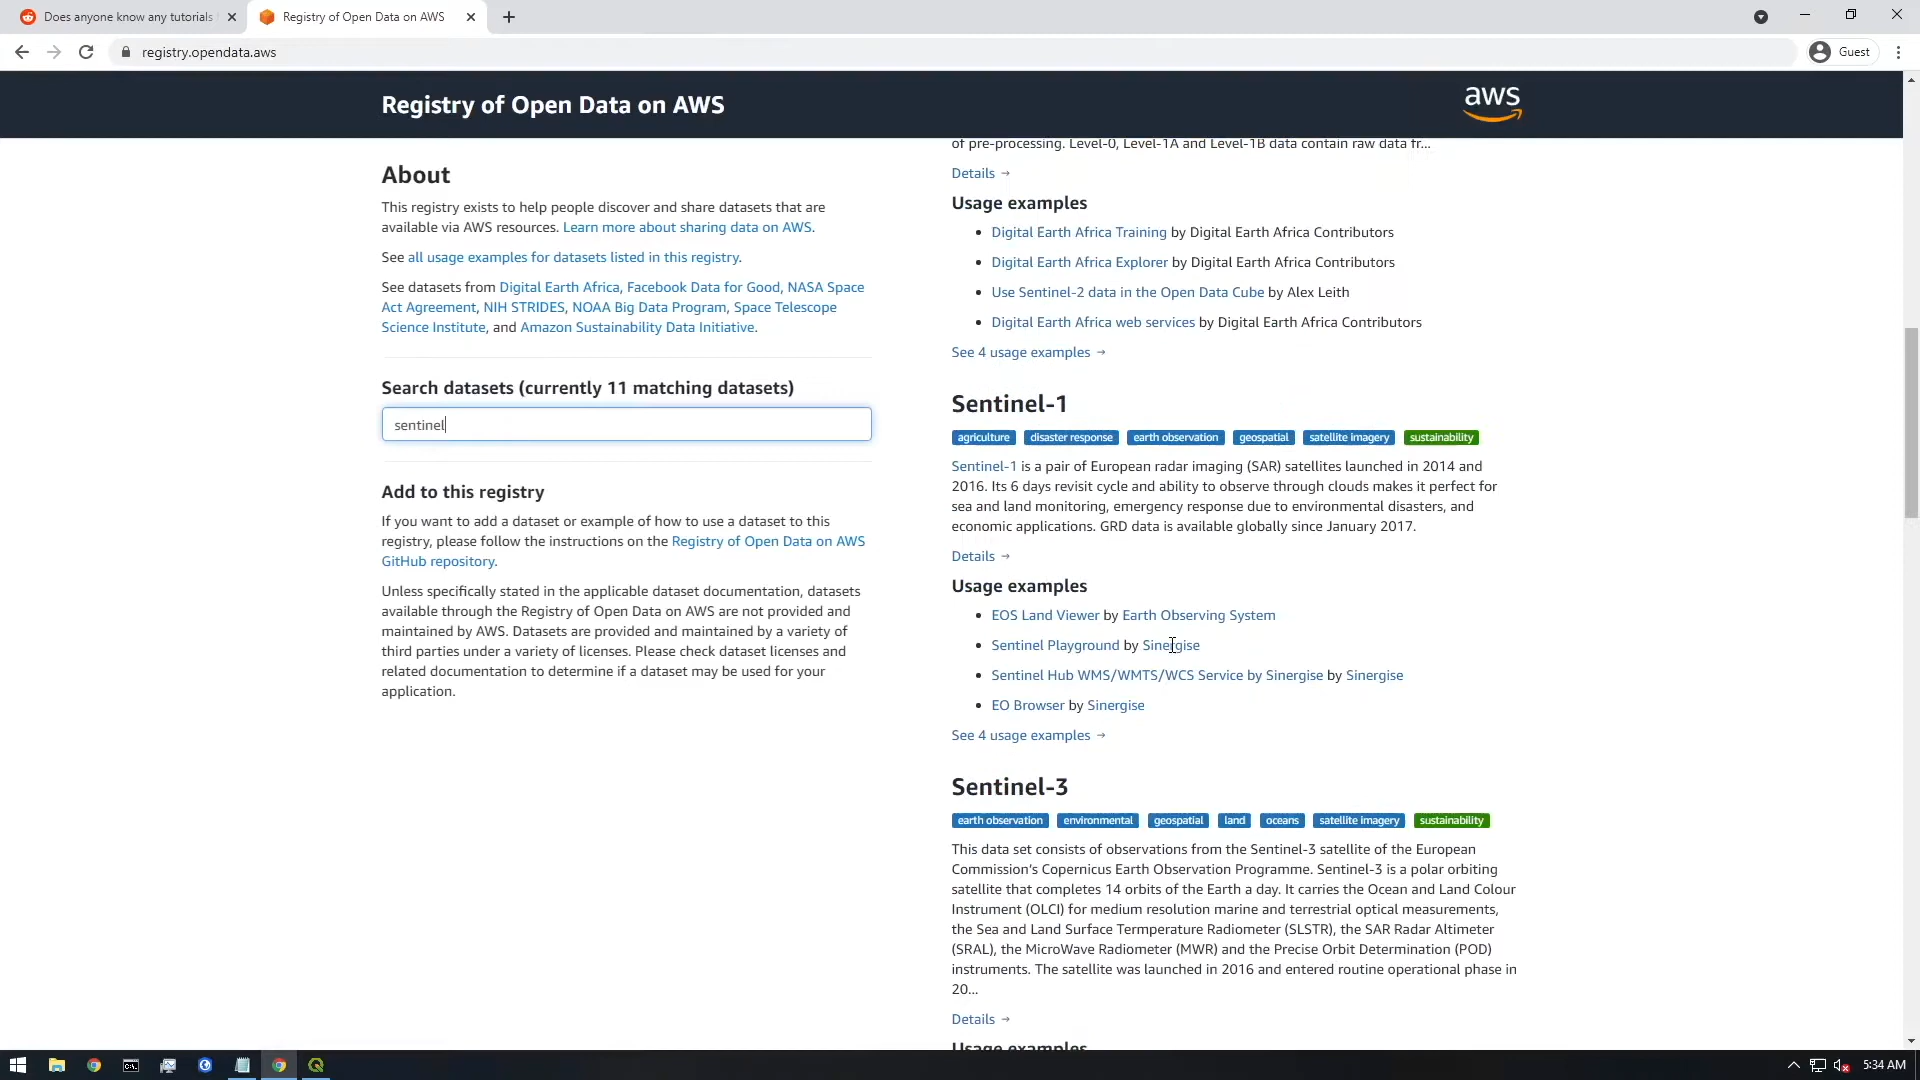 Does anyone know any tutorials
Registry of Open Data on AWS
registry.opendata.aws
Guest
Registry of Open Data on AWS
aws
About
This registry exists to help people discover and share datasets that are
available via AWS resources. Learn more about sharing data on AWS.
See all usage examples for datasets listed in this registry.
See datasets from Digital Earth Africa, Facebook Data for Good, NASA Space
Act Agreement, NIH STRIDES, NOAA Big Data Program, Space Telescope
Science Institute, and Amazon Sustainability Data Initiative.
Search datasets (currently 11 matching datasets)
sentinel
Add to this registry
If you want to add a dataset or example of how to use a dataset to this
registry, please follow the instructions on the Registry of Open Data on AWS
GitHub repository.
Unless specifically stated in the applicable dataset documentation, datasets
available through the Registry of Open Data on AWS are not provided and
maintained by AWS. Datasets are provided and maintained by a variety of
third parties under a variety of licenses. Please check dataset licenses and
related documentation to determine if a dataset may be used for your
application.
of pre-processing. Level-0, Level-1A and Level-1B data contain raw data fr...
Details →
Usage examples
• Digital Earth Africa Training by Digital Earth Africa Contributors
• Digital Earth Africa Explorer by Digital Earth Africa Contributors
• Use Sentinel-2 data in the Open Data Cube by Alex Leith
• Digital Earth Africa web services by Digital Earth Africa Contributors
See 4 usage examples →
Sentinel-1
agriculture disaster response earth observation geospatial satellite imagery sustainability
Sentinel-1 is a pair of European radar imaging (SAR) satellites launched in 2014 and
2016. Its 6 days revisit cycle and ability to observe through clouds makes it perfect for
sea and land monitoring, emergency response due to environmental disasters, and
economic applications. GRD data is available globally since January 2017.
Details →
Usage examples
• EOS Land Viewer by Earth Observing System
• Sentinel Playground by Sinergise
• Sentinel Hub WMS/WMTS/WCS Service by Sinergise by Sinergise
• EO Browser by Sinergise
See 4 usage examples →
Sentinel-3
earth observation environmental geospatial land oceans satellite imagery sustainability
This data set consists of observations from the Sentinel-3 satellite of the European
Commission's Copernicus Earth Observation Programme. Sentinel-3 is a polar orbiting
satellite that completes 14 orbits of the Earth a day. It carries the Ocean and Land Colour
Instrument (OLCI) for medium resolution marine and terrestrial optical measurements,
the Sea and Land Surface Termperature Radiometer (SLSTR), the SAR Radar Altimeter
(SRAL), the MicroWave Radiometer (MWR) and the Precise Orbit Determination (POD)
instruments. The satellite was launched in 2016 and entered routine operational phase in
20...
Details →
Usage examples
5:34 AM